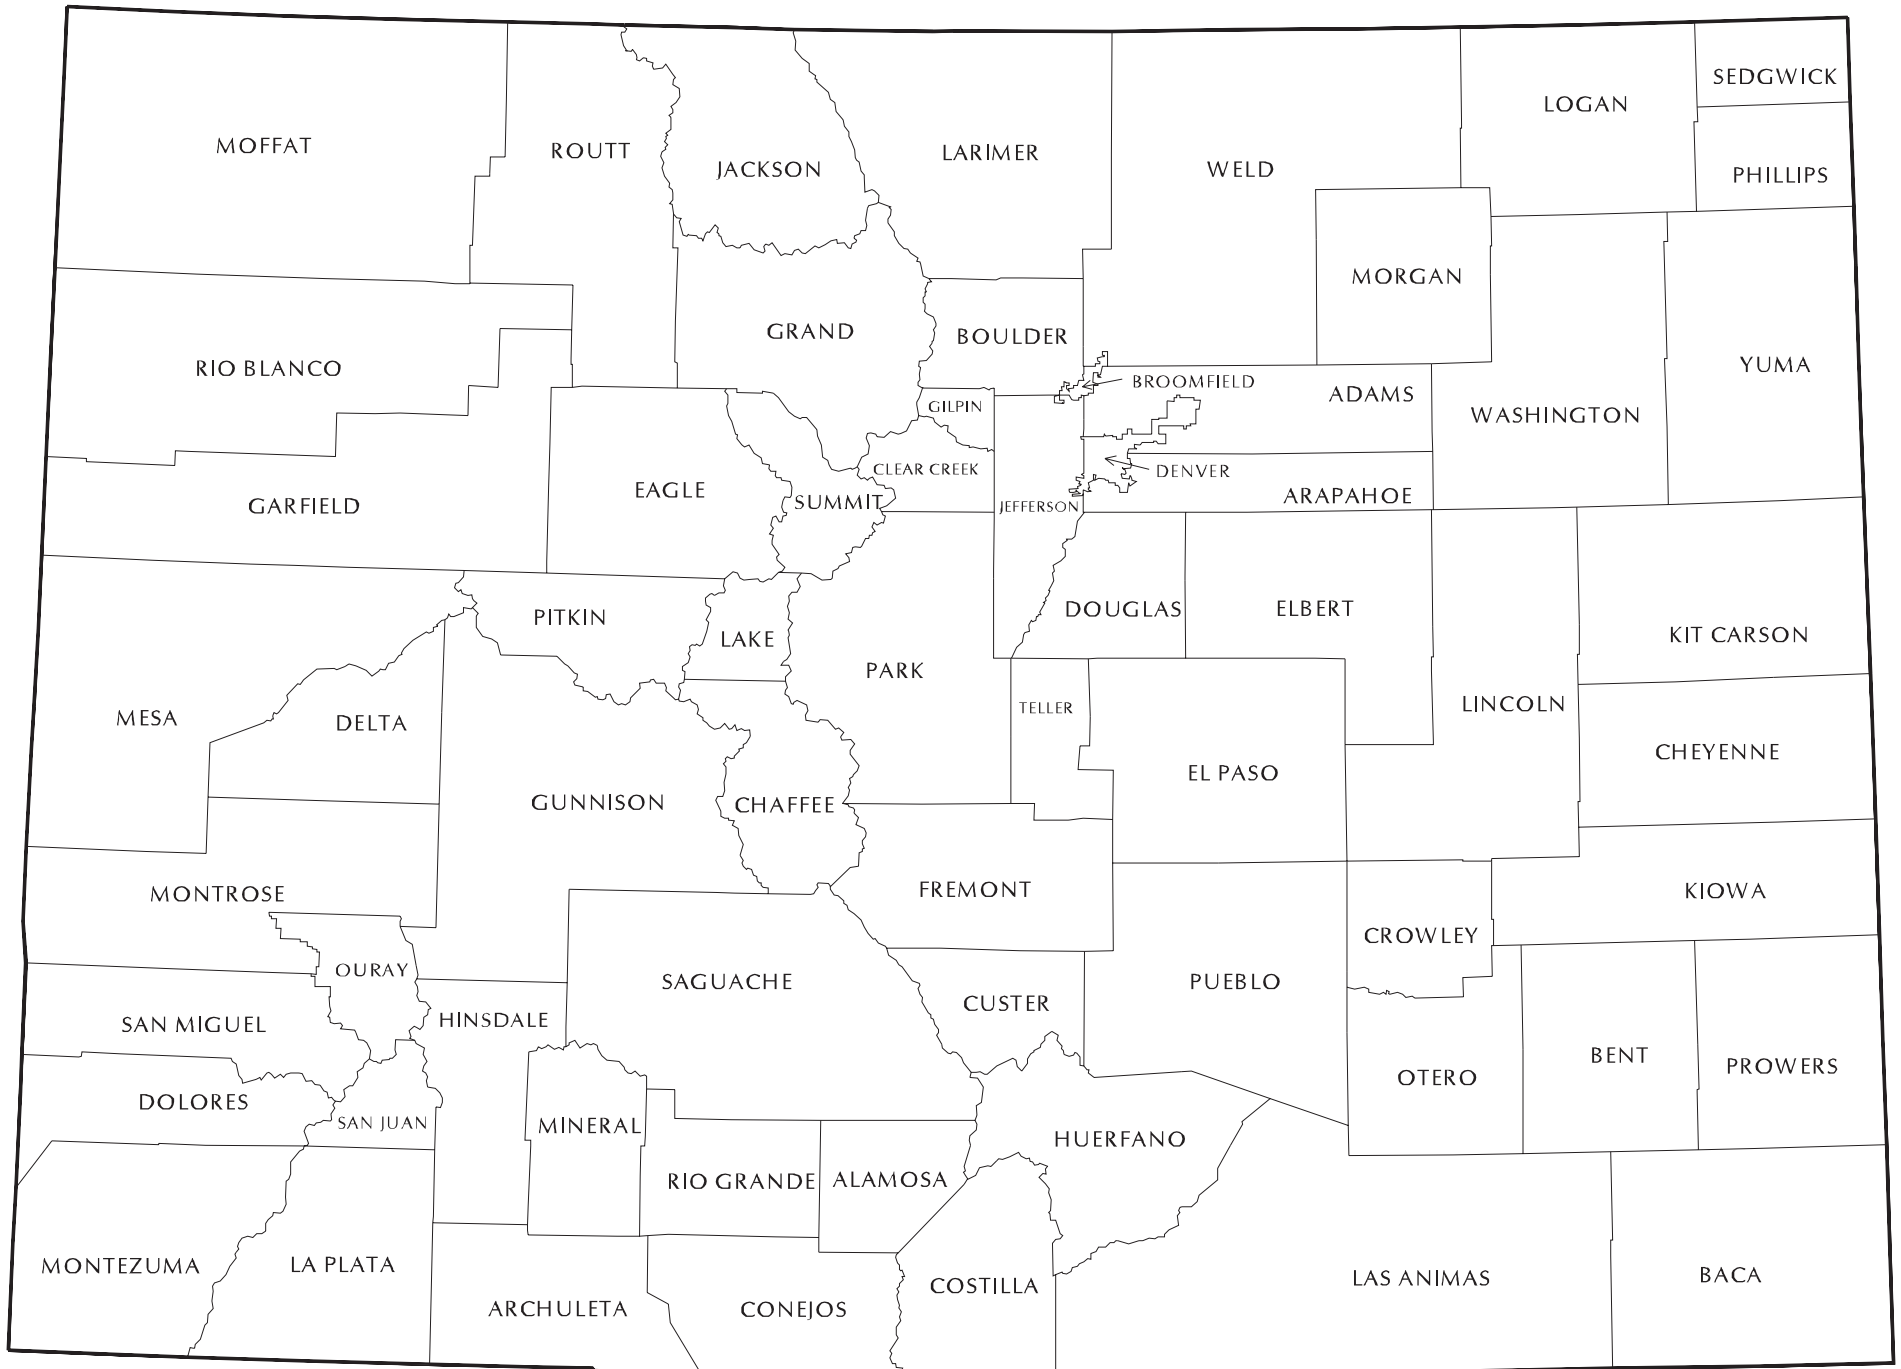 SEDGWICK
LOGAN
MOFFAT
ROUTT
LARIMER
JACKSON
WELD
PHILLIPS
MORGAN
GRAND
BOULDER
RIO BLANCO
YUMA
BROOMFIELD
ADAMS
GILPIN
WASHINGTON
CLEAR CREEK
DENVER
EAGLE
ARAPAHOE
SUMMIT
GARFIELD
JEFFERSON
DOUGLAS
ELBERT
PITKIN
KIT CARSON
LAKE
PARK
LINCOLN
TELLER
MESA
DELTA
CHEYENNE
EL PASO
GUNNISON
CHAFFEE
FREMONT
KIOWA
MONTROSE
CROWLEY
OURAY
SAGUACHE
PUEBLO
CUSTER
HINSDALE
SAN MIGUEL
BENT
PROWERS
OTERO
DOLORES
SAN JUAN
MINERAL
HUERFANO
ALAMOSA
RIO GRANDE
MONTEZUMA
LA PLATA
BACA
LAS ANIMAS
COSTILLA
ARCHULETA
CONEJOS